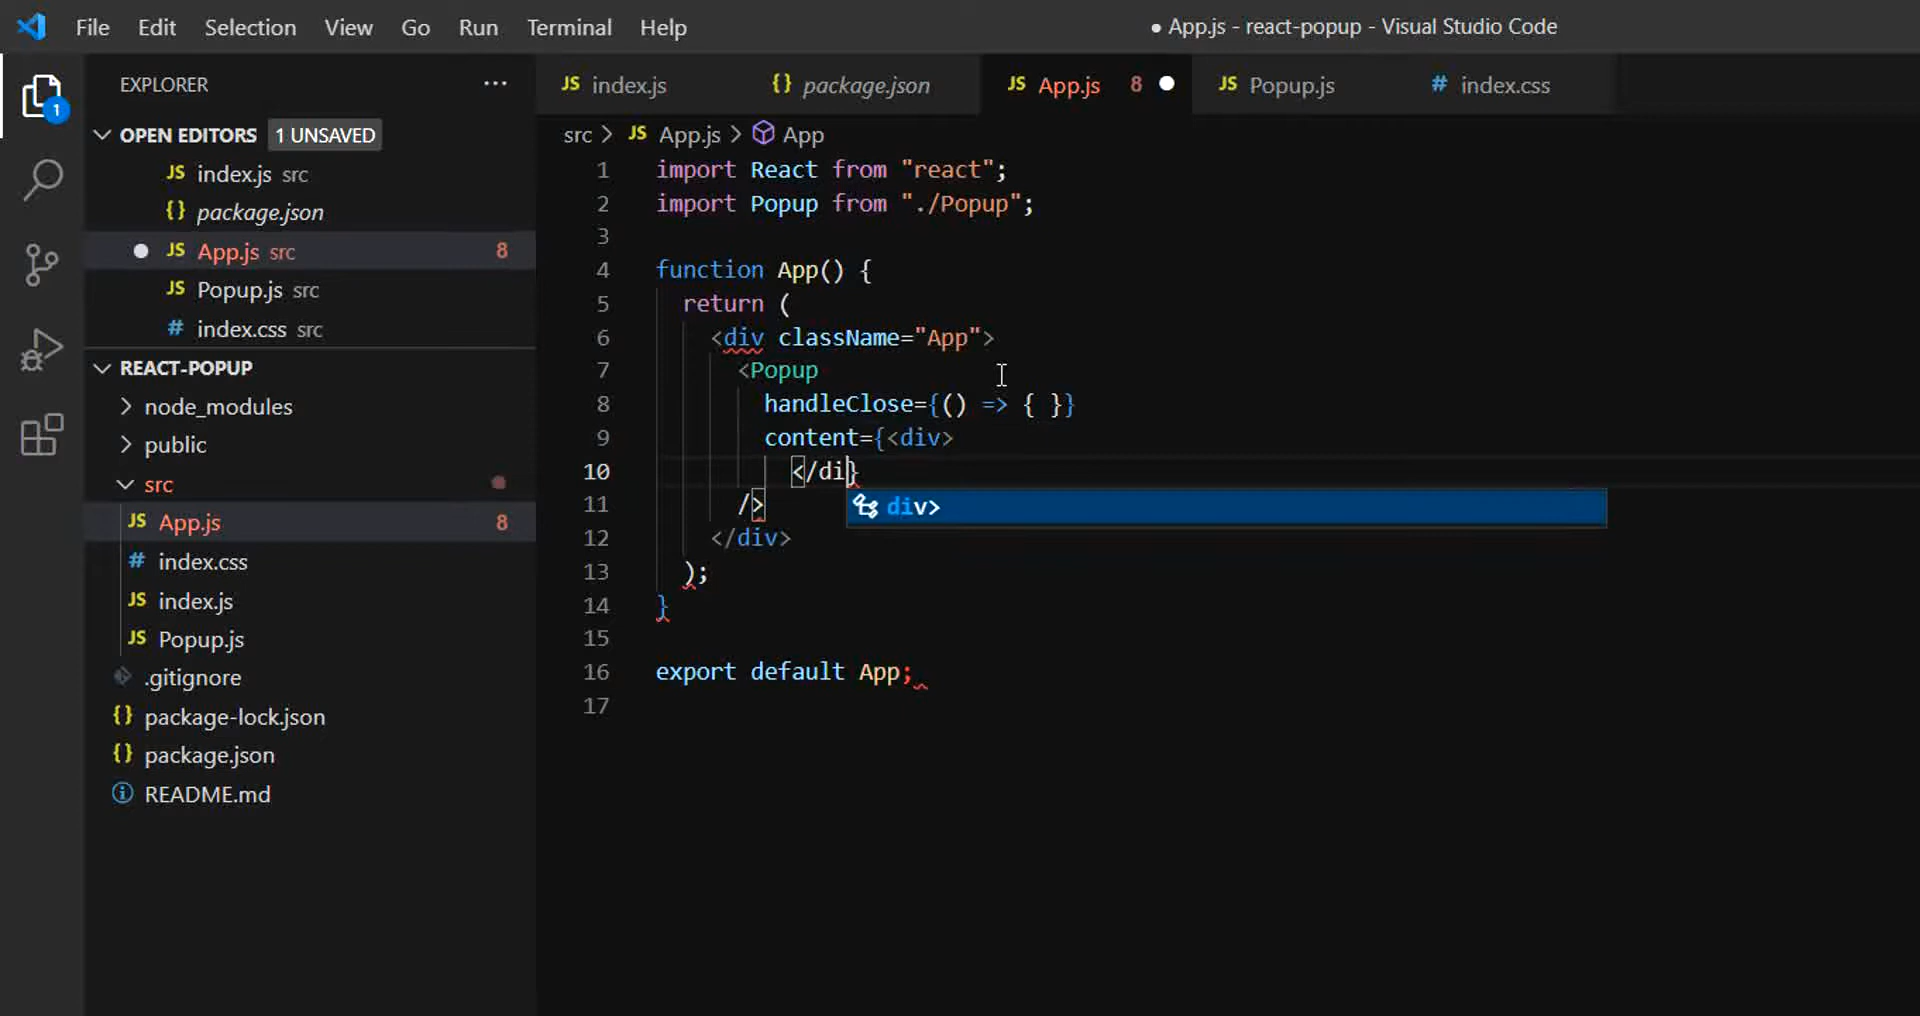 File Edit Selection View Go Run Terminal Help
● App.js - react-popup - Visual Studio Code
1
EXPLORER ...
OPEN EDITORS 1 UNSAVED
JS index.js src
{} package.json
● JS App.js src 8
JS Popup.js src
# index.css src
REACT-POPUP
node_modules
public
src
JS App.js 8
# index.css
JS index.js
JS Popup.js
.gitignore
{} package-lock.json
{} package.json
README.md
JS index.js {} package.json JS App.js 8 ● JS Popup.js # index.css
src > JS App.js > App
1 import React from "react";
2 import Popup from "./Popup";
3
4 function App() {
5 return (
6 <div className="App">
7 <Popup
8 handleClose={() => { }}
9 content={<div>
10 </di}
11 />
div>
12 </div>
13 );
14 }
15
16 export default App;
17